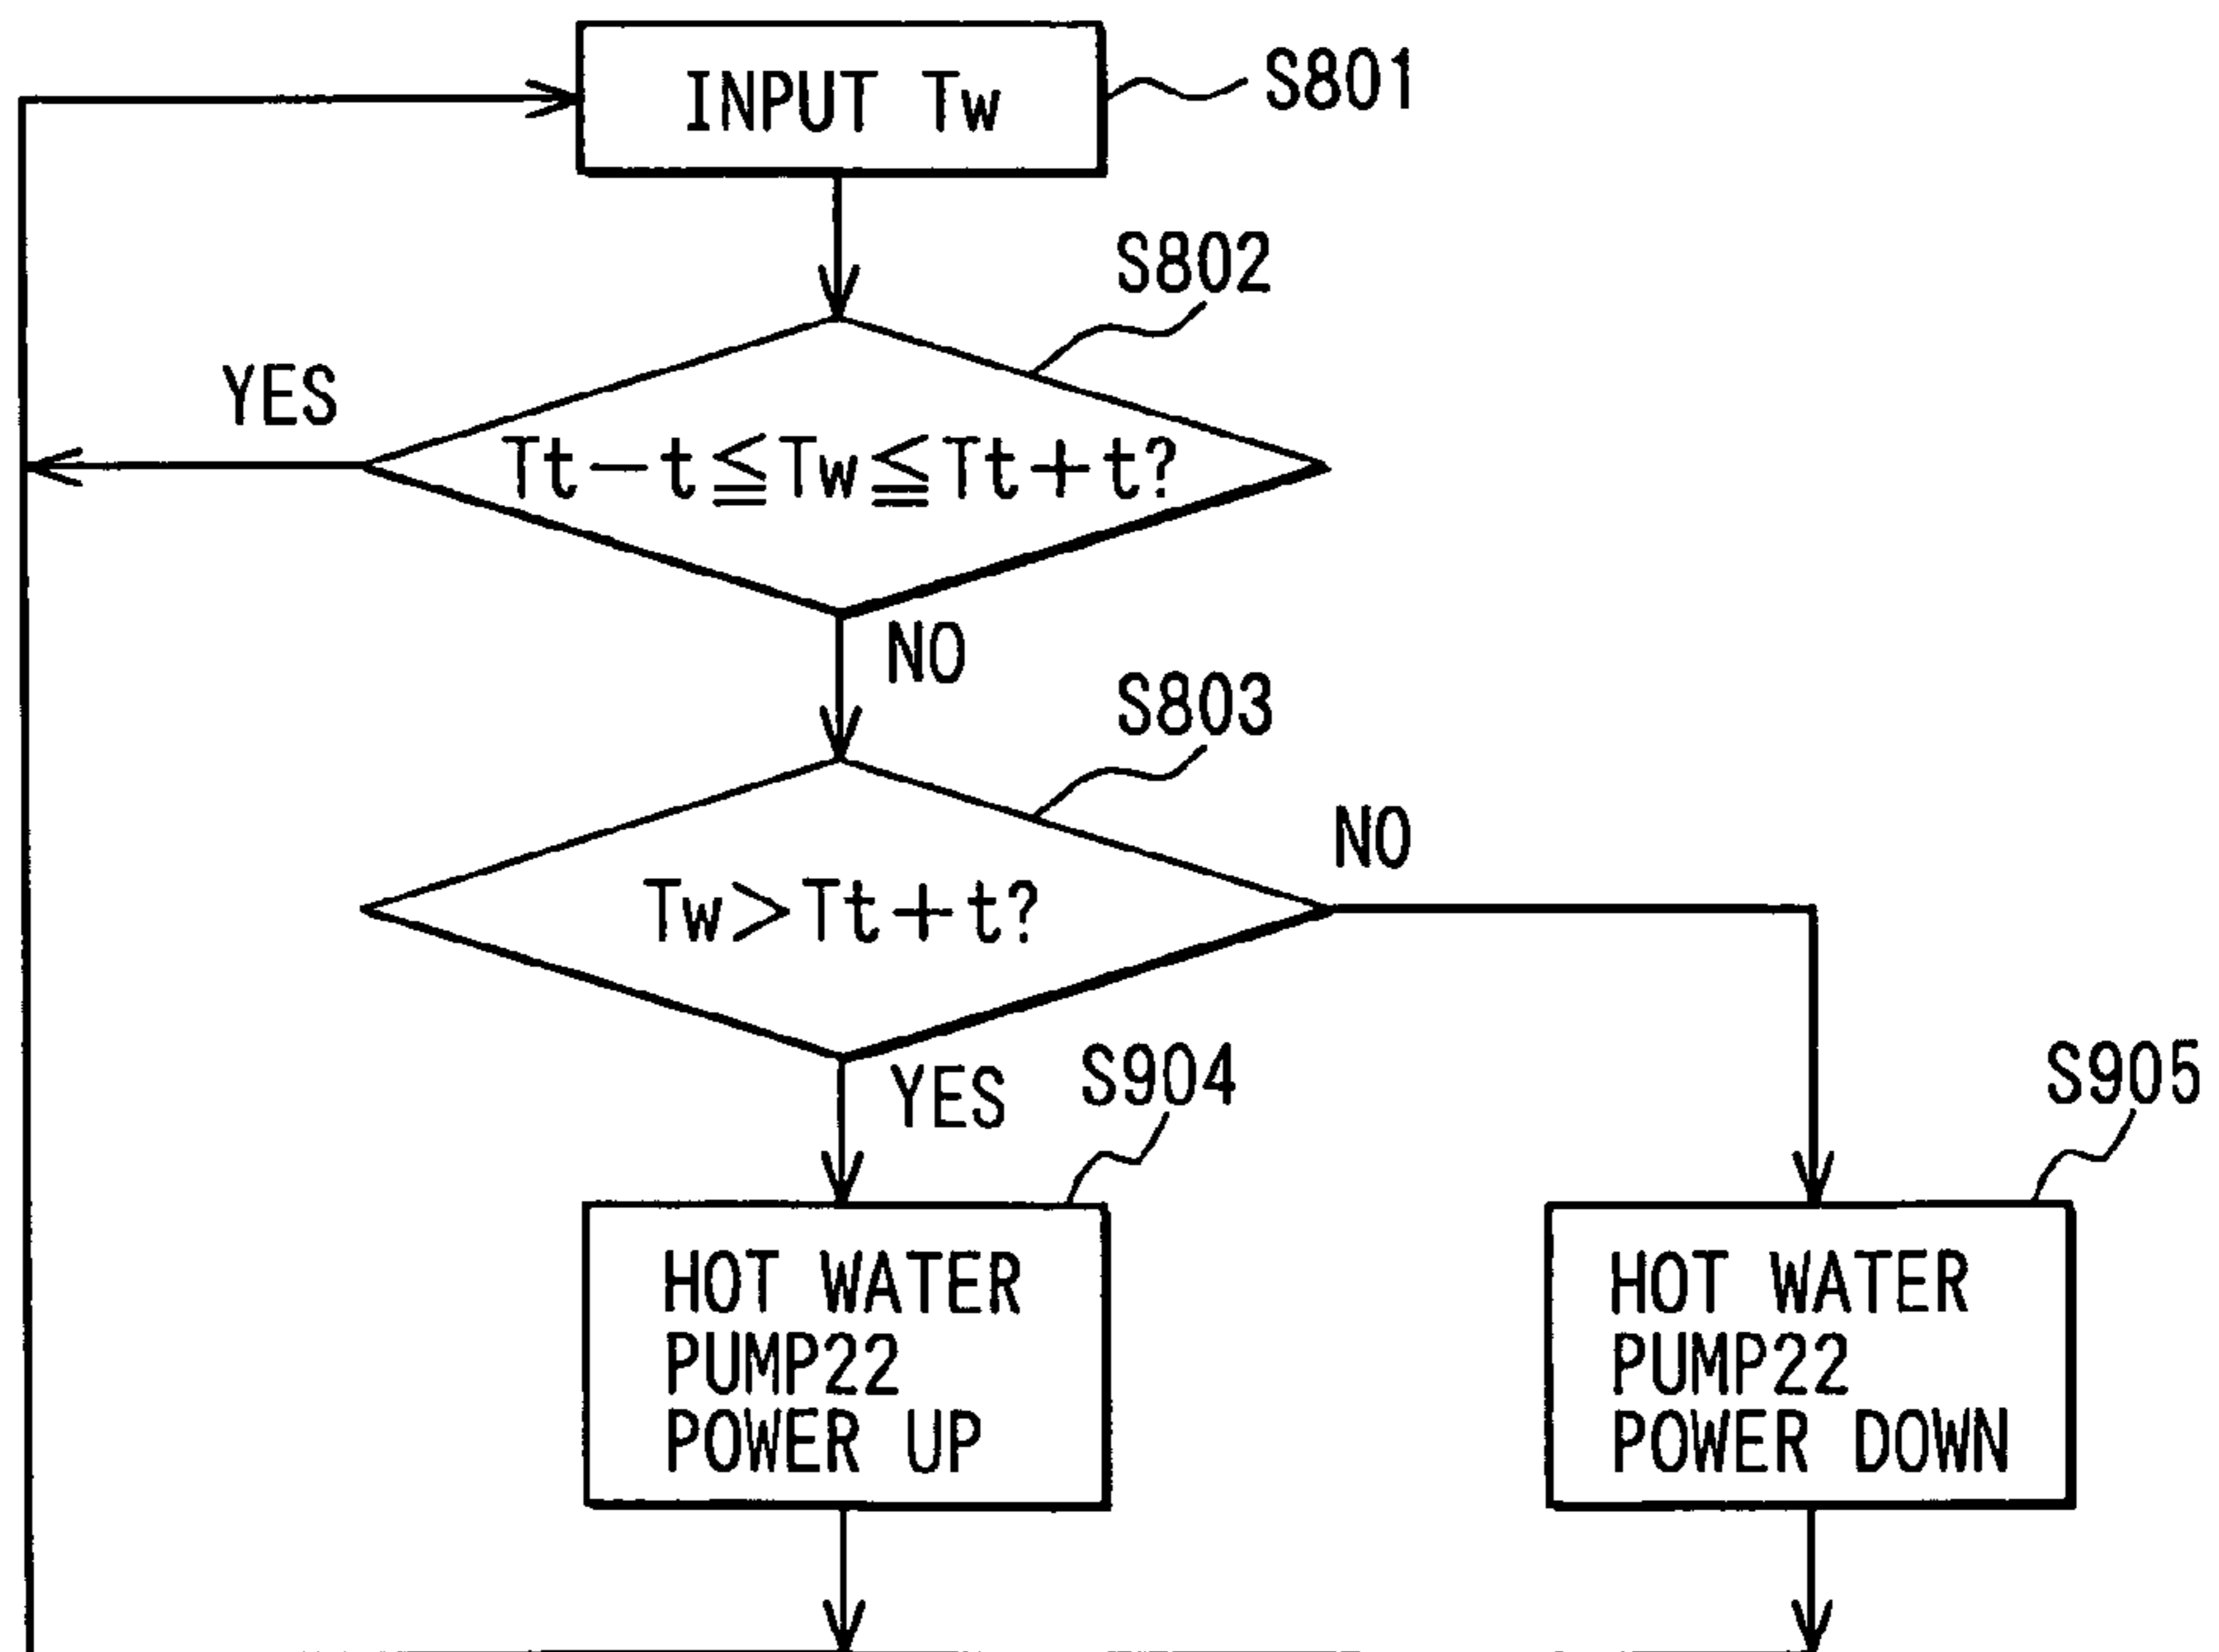 INPUT Tw
S801
S802
YES
Tt-t≦Tw≦Tt+t?
NO
S803
NO
Tw>Tt+t?
YES
S904
S905
HOT WATER
PUMP22
POWER UP
HOT WATER
PUMP22
POWER DOWN